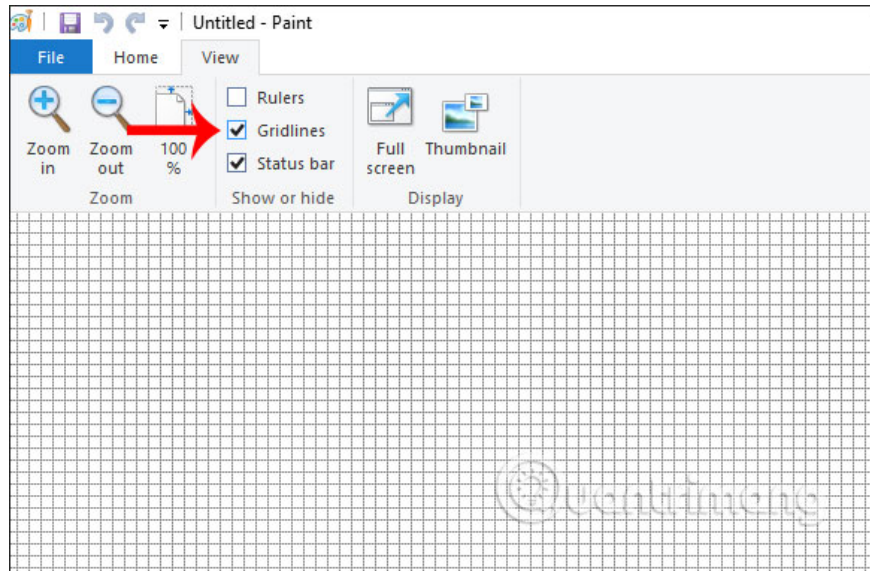 Untitled - Paint
File Home View
Rulers
Gridlines
Status bar
Zoom in
Zoom out
100 %
Full screen
Thumbnail
Zoom
Show or hide
Display
Quantrimang